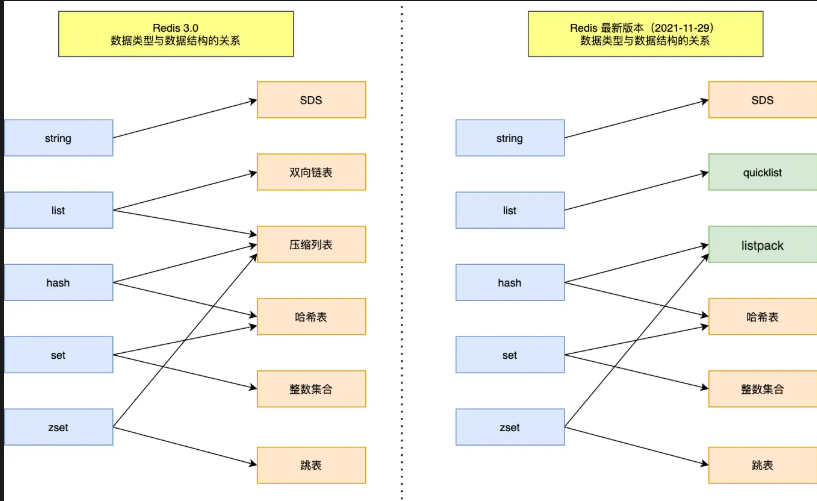 Redis 3.0
数据类型与数据结构的关系
string
list
hash
set
zset
SDS
双向链表
压缩列表
哈希表
整数集合
跳表
Redis 最新版本（2021-11-29）
数据类型与数据结构的关系
string
list
hash
set
zset
SDS
quicklist
listpack
哈希表
整数集合
跳表